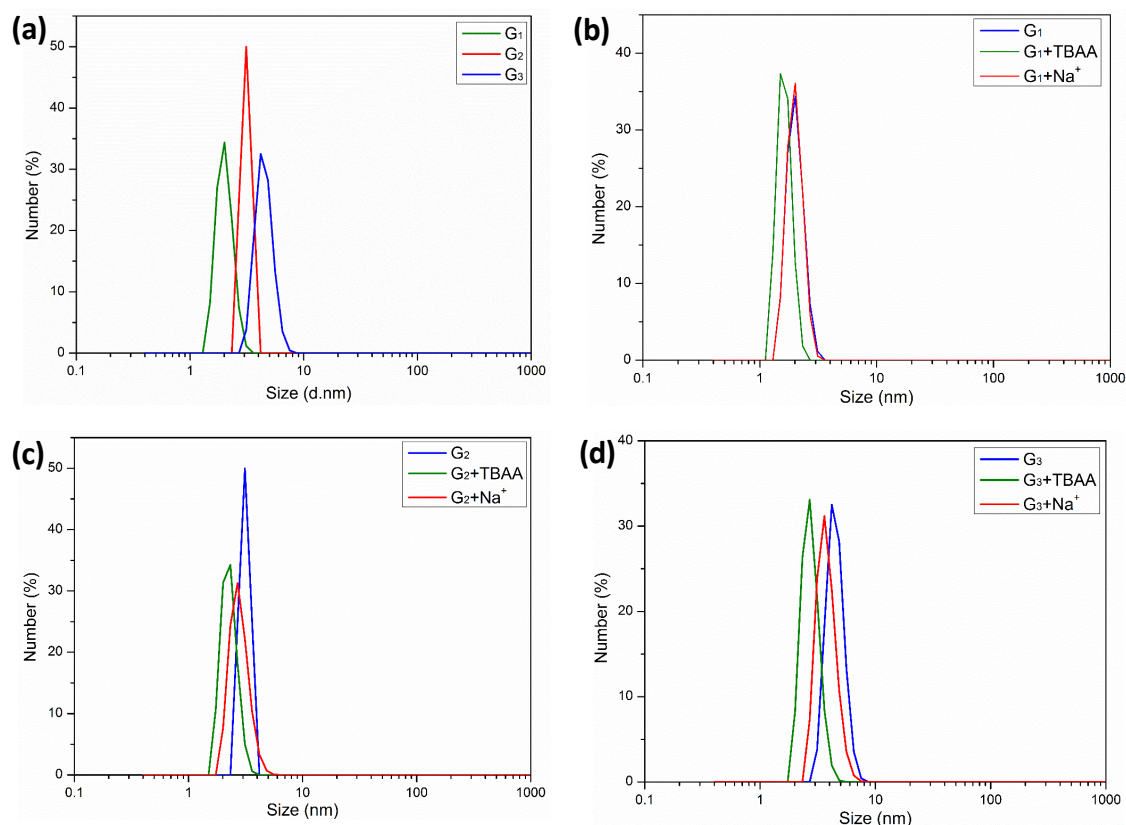 (a)
G₁
G₂
G₃
50
40
30
20
10
0
Number (%)
0.1 1 10 100 1000
Size (d.nm)
(b)
G₁
G₁+TBAA
G₁+Na⁺
40
30
20
10
0
Number (%)
0.1 1 10 100 1000
Size (nm)
(c)
G₂
G₂+TBAA
G₂+Na⁺
50
40
30
20
10
0
Number (%)
0.1 1 10 100 1000
Size (nm)
(d)
G₃
G₃+TBAA
G₃+Na⁺
40
30
20
10
0
Number (%)
0.1 1 10 100 1000
Size (nm)